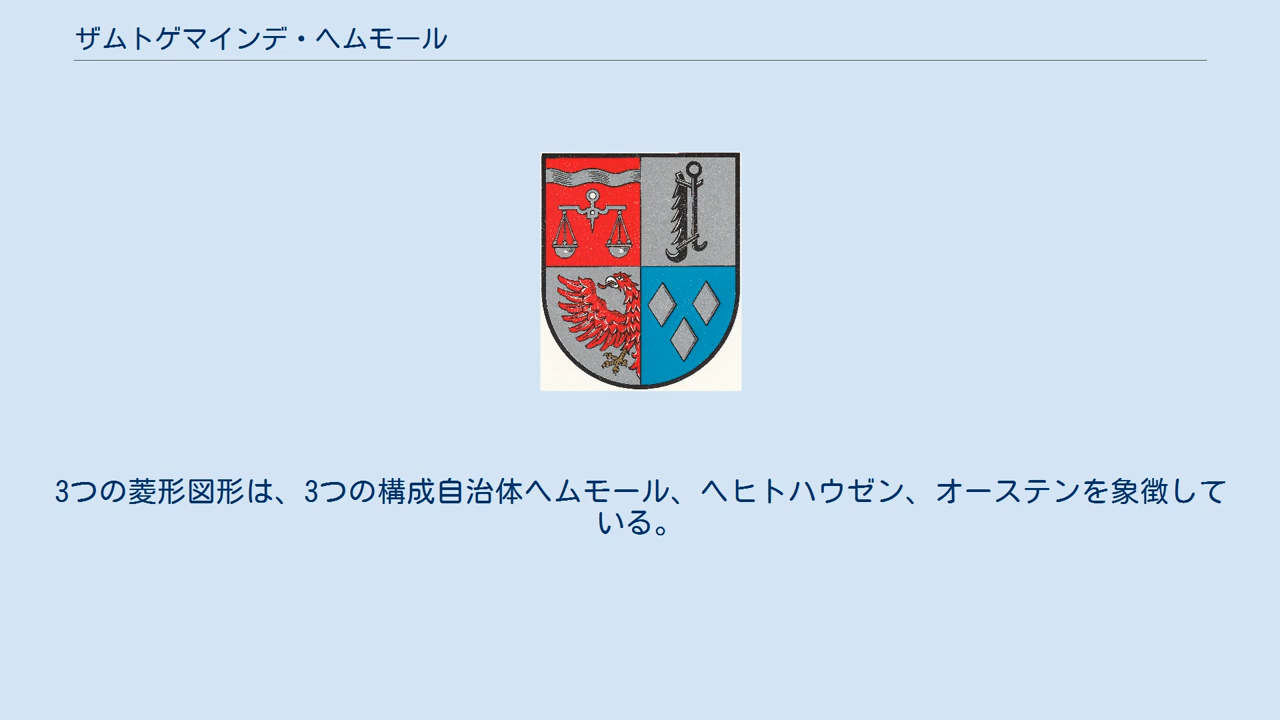 ザムトゲマインデ・ヘムモール
3つの菱形図形は、3つの構成自治体ヘムモール、ヘヒトハウゼン、オーステンを象徴して
いる。